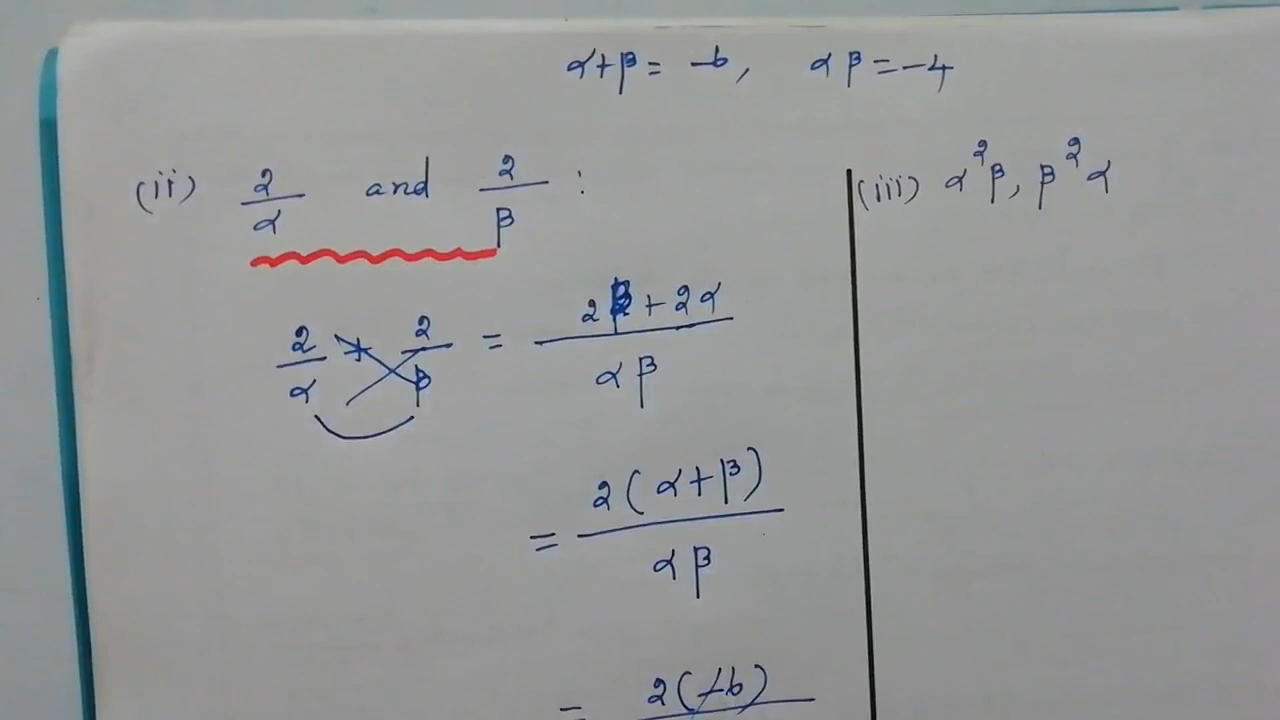 α+β = -6, αβ = -4
(ii) 2/α and 2/β :
2/α + 2/β = (2β + 2α)/(αβ)
= 2(α+β)/(αβ)
= 2(-6)
(iii) α²β, β²α